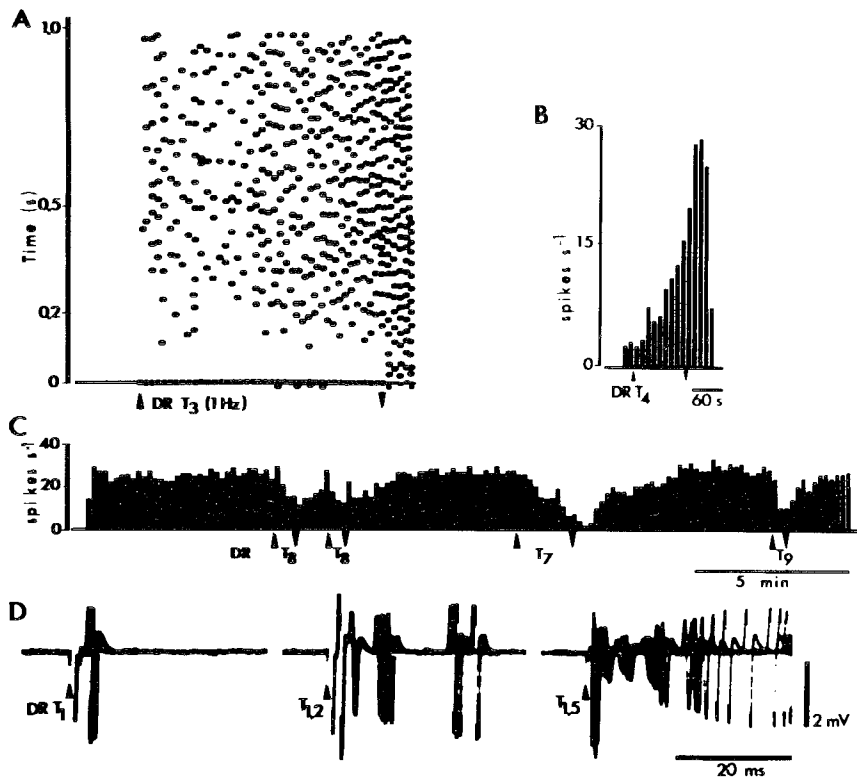 A
1.0
0.5
0.2
0
Time (s)
DR T3 (1 Hz)
B
30
15
0
spikes s-1
DR T4
60 s
C
40
20
0
spikes s-1
DR T8
T8
T7
T9
5 min
D
DR T1
T1,2
T1,5
2 mV
20 ms